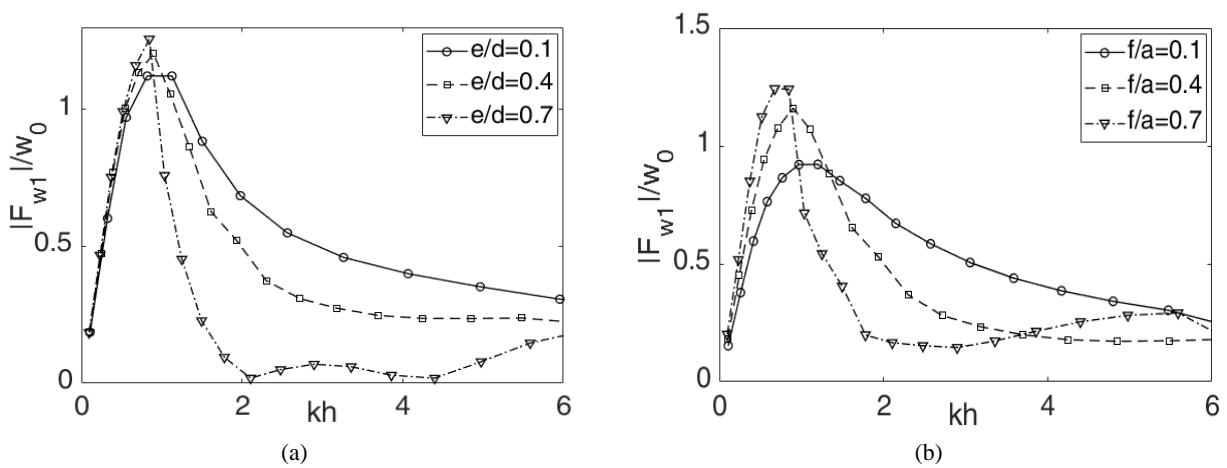 |F_w1|/w_0
1
0.5
0
0
2
4
6
kh
e/d=0.1
e/d=0.4
e/d=0.7
(a)
|F_w1|/w_0
1.5
1
0.5
0
0
2
4
6
kh
f/a=0.1
f/a=0.4
f/a=0.7
(b)